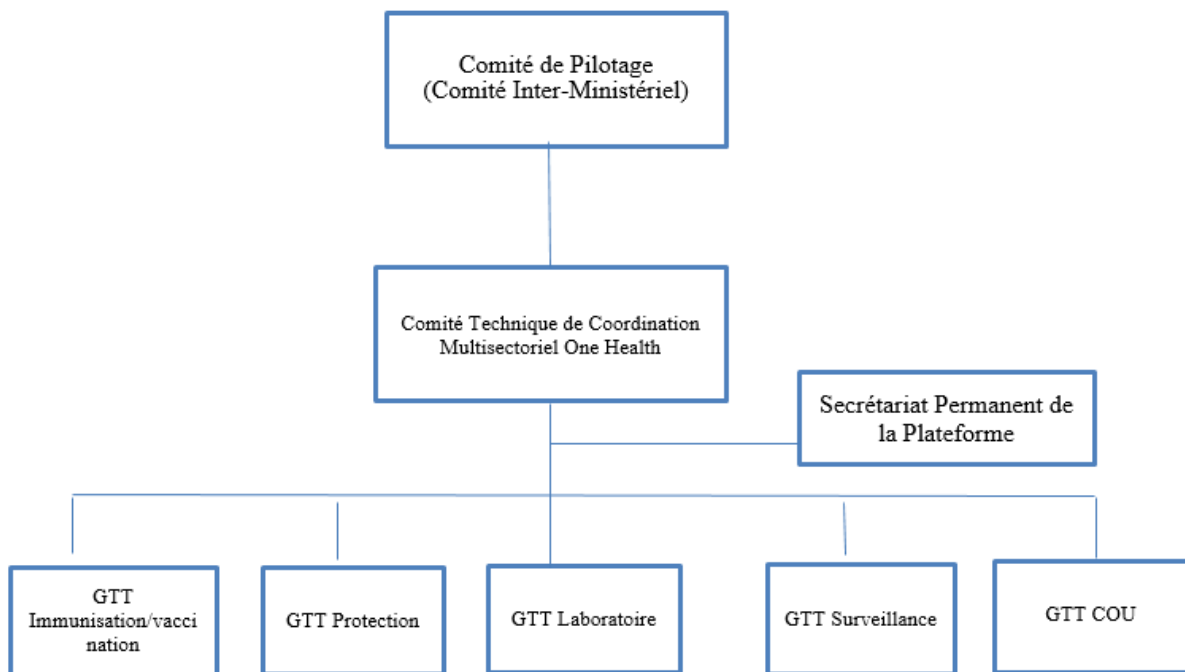 Comité de Pilotage
(Comité Inter-Ministériel)
Comité Technique de Coordination
Multisectoriel One Health
Secrétariat Permanent de
la Plateforme
GTT
Immunisation/vacci
nation
GTT Protection
GTT Laboratoire
GTT Surveillance
GTT COU